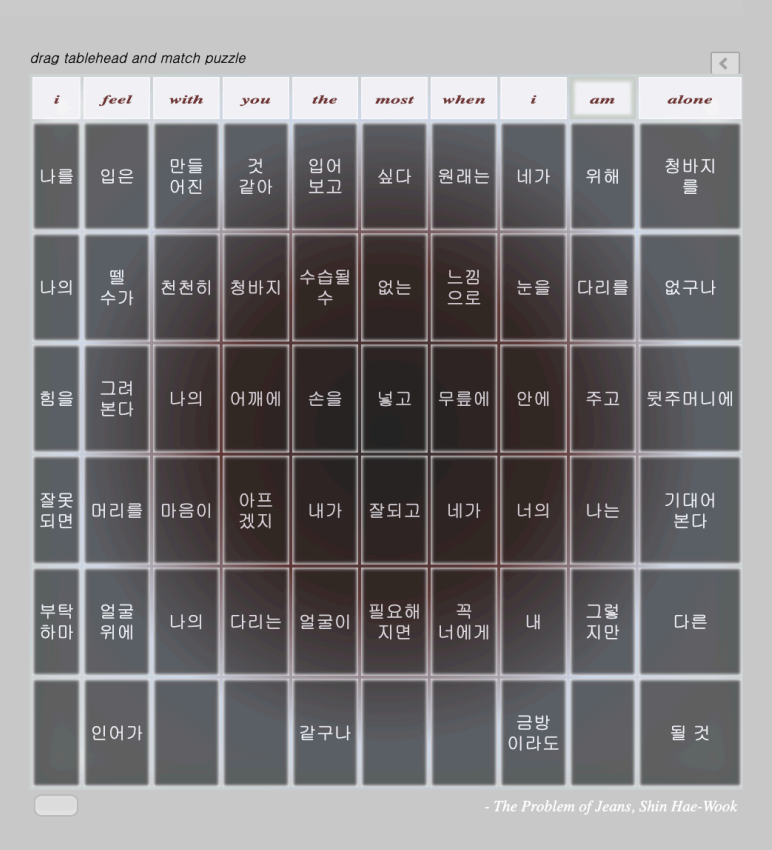 drag tablehead and match puzzle
<
i feel with you the most when i am alone
나를 입은 만들어진 것 같아 입어 보고 싶다 원래는 네가 위해 청바지를
나의 뗄 수가 천천히 청바지 수습될 수 없는 느낌으로 눈을 다리를 없구나
힘을 그려 본다 나의 어깨에 손을 넣고 무릎에 안에 주고 뒷주머니에
잘못되면 머리를 마음이 아프겠지 내가 잘되고 네가 너의 나는 기대어 본다
부탁하마 얼굴 위에 나의 다리는 얼굴이 필요해지면 꼭 너에게 내 그렇지만 다른
인어가 같구나 금방이라도 될 것
- The Problem of Jeans, Shin Hae-Wook